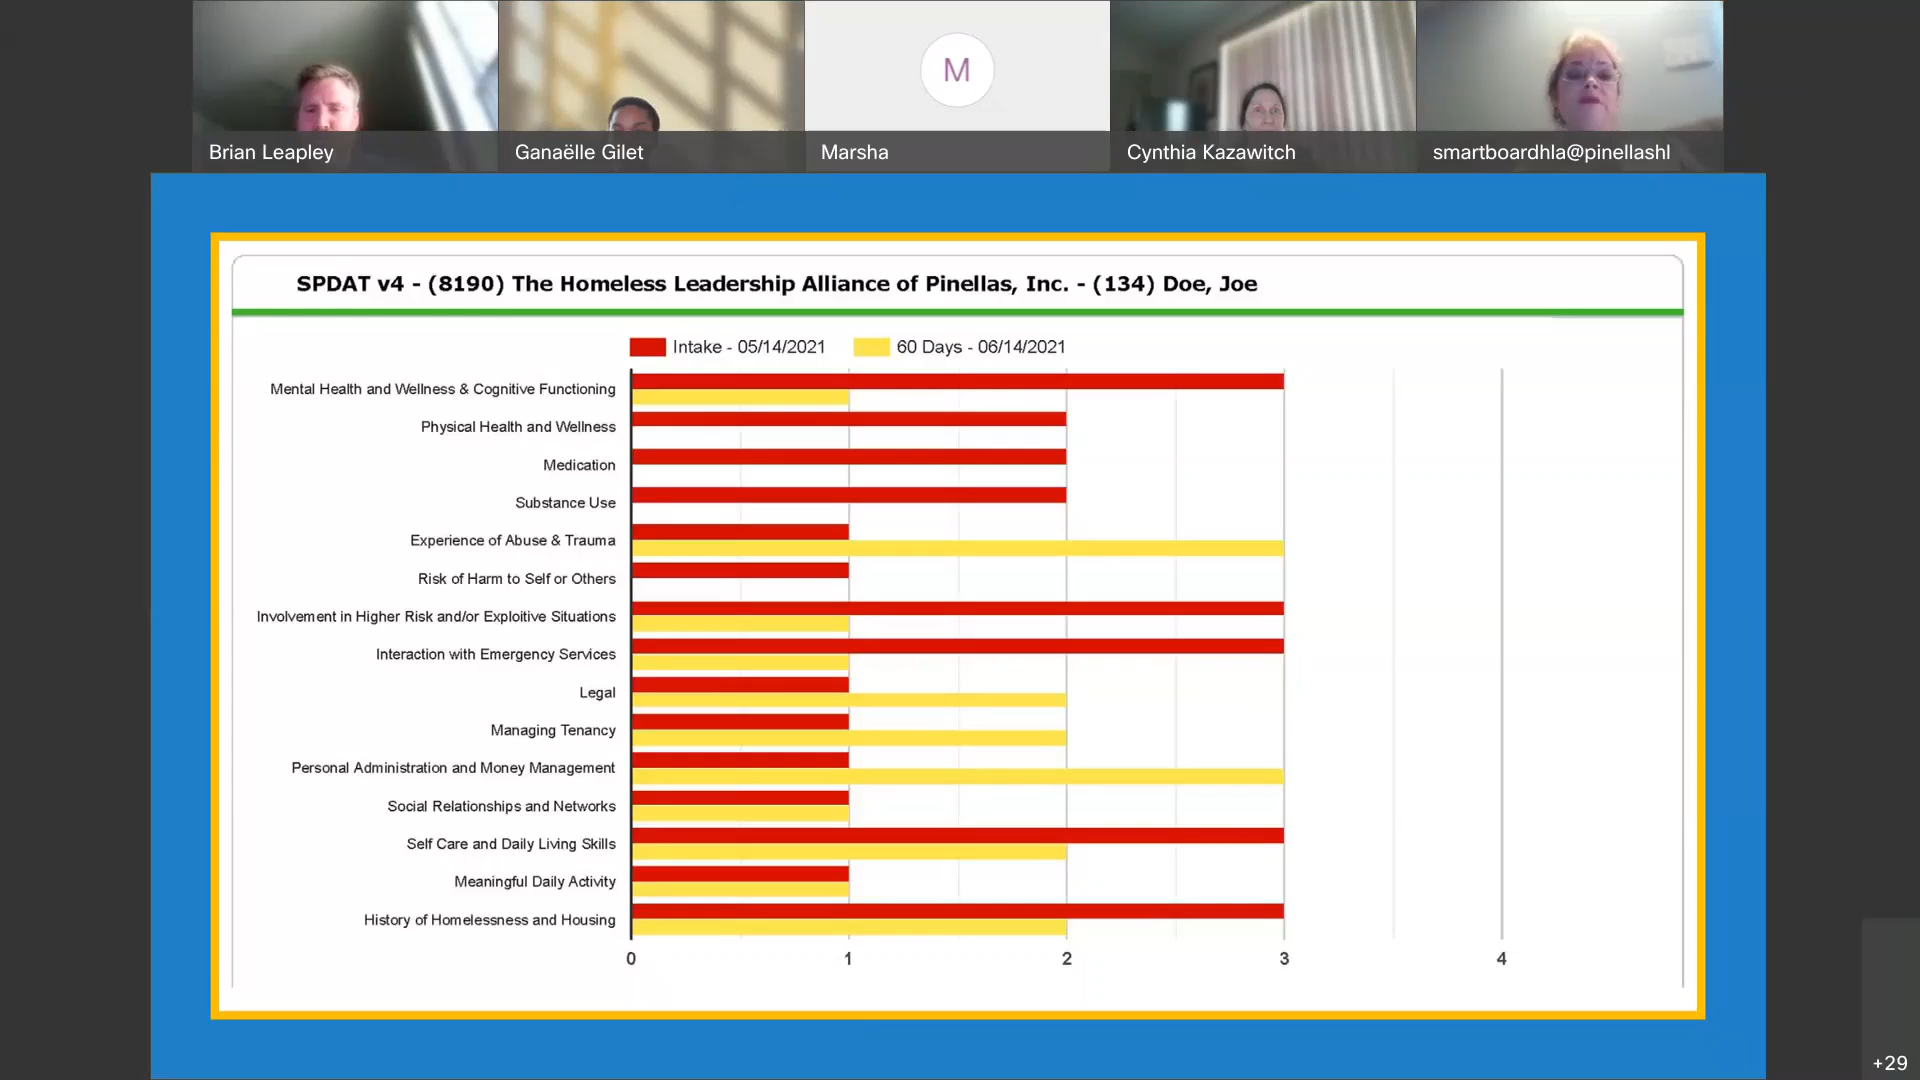 Brian Leapley
Ganaëlle Gilet
M
Marsha
Cynthia Kazawitch
smartboardhla@pinellashl
SPDAT v4 - (8190) The Homeless Leadership Alliance of Pinellas, Inc. - (134) Doe, Joe
Intake - 05/14/2021 60 Days - 06/14/2021
Mental Health and Wellness & Cognitive Functioning
Physical Health and Wellness
Medication
Substance Use
Experience of Abuse & Trauma
Risk of Harm to Self or Others
Involvement in Higher Risk and/or Exploitive Situations
Interaction with Emergency Services
Legal
Managing Tenancy
Personal Administration and Money Management
Social Relationships and Networks
Self Care and Daily Living Skills
Meaningful Daily Activity
History of Homelessness and Housing
0 1 2 3 4
+29